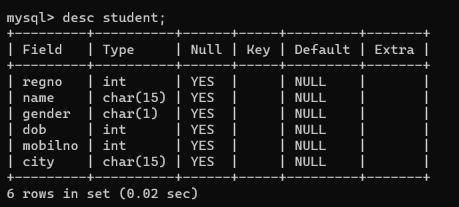 mysql> desc student;
+----------+----------+------+-----+---------+-------+
| Field    | Type     | Null | Key | Default | Extra |
+----------+----------+------+-----+---------+-------+
| regno    | int      | YES  |     | NULL    |       |
| name     | char(15) | YES  |     | NULL    |       |
| gender   | char(1)  | YES  |     | NULL    |       |
| dob      | int      | YES  |     | NULL    |       |
| mobilno  | int      | YES  |     | NULL    |       |
| city     | char(15) | YES  |     | NULL    |       |
+----------+----------+------+-----+---------+-------+
6 rows in set (0.02 sec)